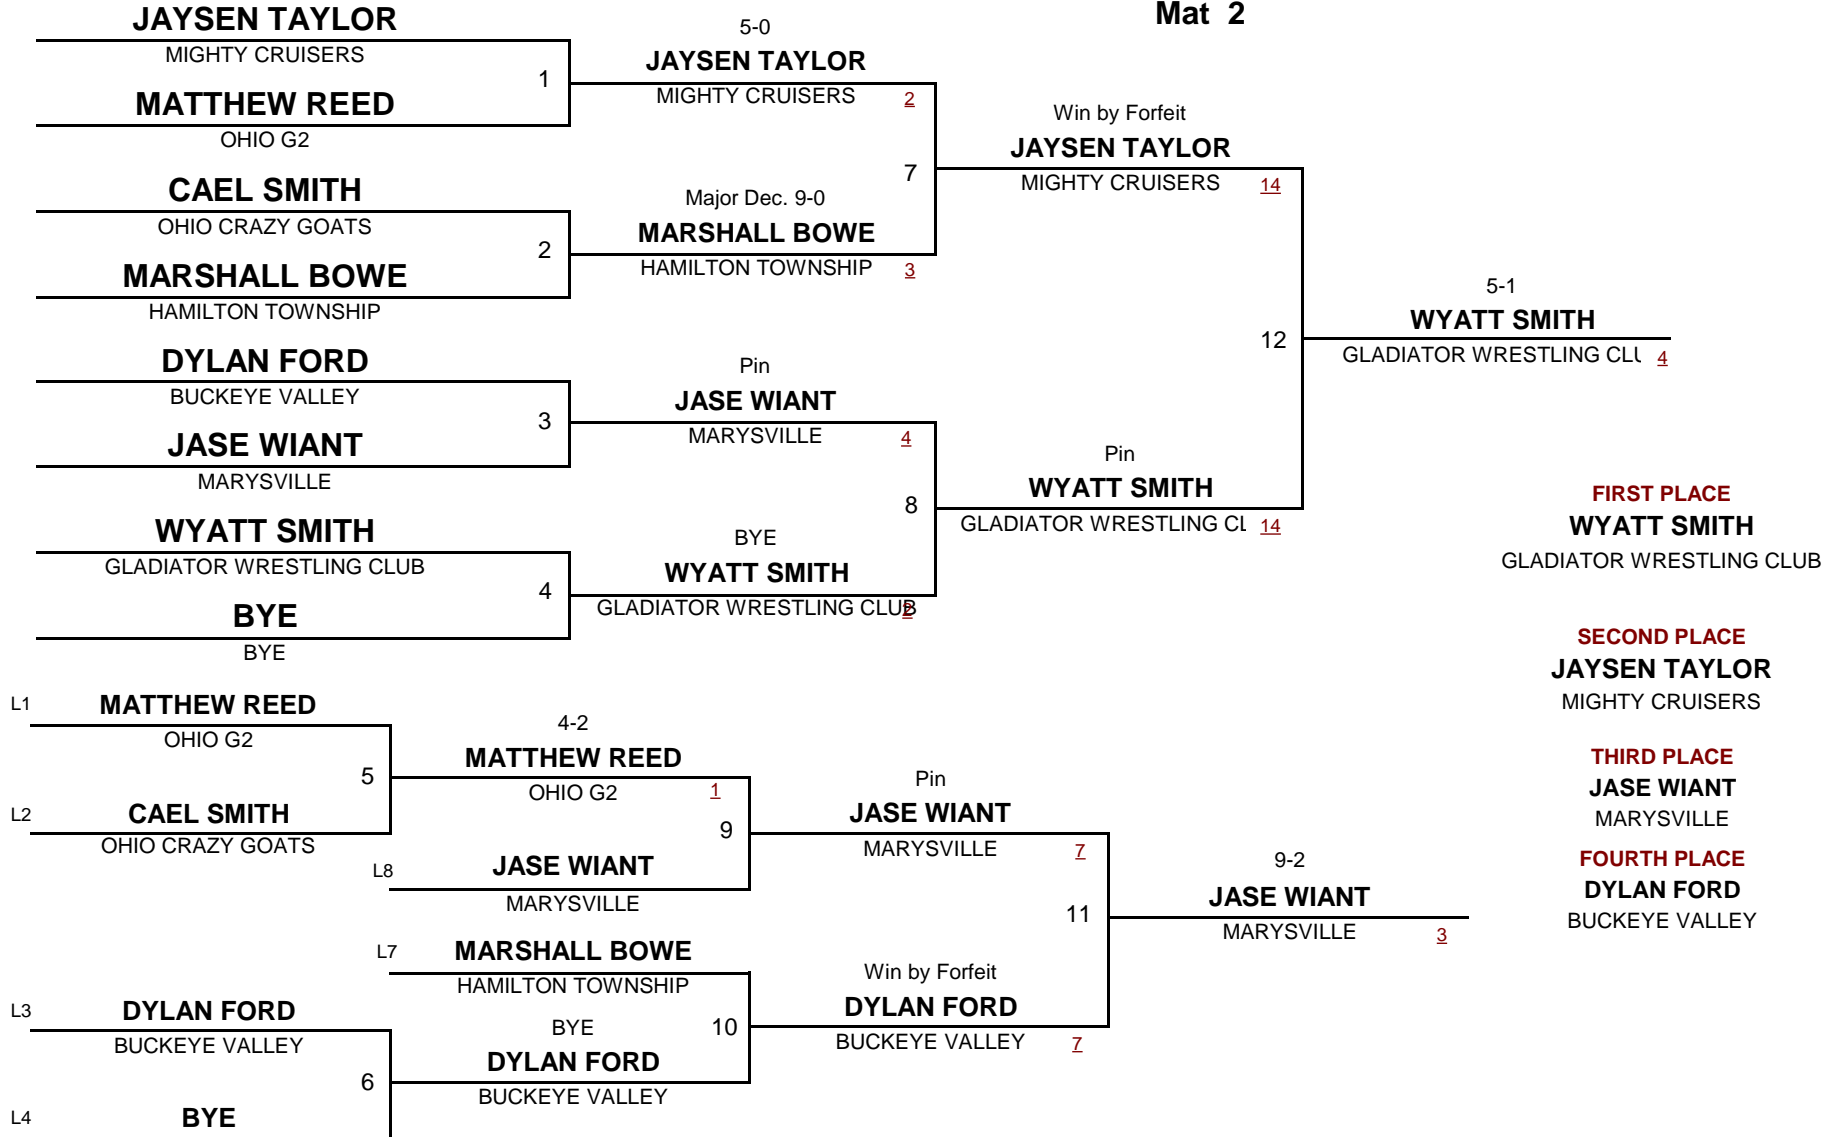 Mat 2
JAYSEN TAYLOR
MIGHTY CRUISERS
1
MATTHEW REED
OHIO G2
CAEL SMITH
OHIO CRAZY GOATS
2
MARSHALL BOWE
HAMILTON TOWNSHIP
DYLAN FORD
BUCKEYE VALLEY
3
JASE WIANT
MARYSVILLE
WYATT SMITH
GLADIATOR WRESTLING CLUB
4
BYE
BYE
5-0
JAYSEN TAYLOR
MIGHTY CRUISERS 2
7
Major Dec. 9-0
MARSHALL BOWE
HAMILTON TOWNSHIP 3
Pin
JASE WIANT
MARYSVILLE 4
8
BYE
WYATT SMITH
GLADIATOR WRESTLING CLUB 2
Win by Forfeit
JAYSEN TAYLOR
MIGHTY CRUISERS 14
12
Pin
WYATT SMITH
GLADIATOR WRESTLING CL 14
5-1
WYATT SMITH
GLADIATOR WRESTLING CLU 4
FIRST PLACE
WYATT SMITH
GLADIATOR WRESTLING CLUB
SECOND PLACE
JAYSEN TAYLOR
MIGHTY CRUISERS
THIRD PLACE
JASE WIANT
MARYSVILLE
FOURTH PLACE
DYLAN FORD
BUCKEYE VALLEY
L1 MATTHEW REED
OHIO G2
5
L2 CAEL SMITH
OHIO CRAZY GOATS
4-2
MATTHEW REED
OHIO G2 1
9
L8 JASE WIANT
MARYSVILLE
L7 MARSHALL BOWE
HAMILTON TOWNSHIP
10
L3 DYLAN FORD
BUCKEYE VALLEY
6
L4 BYE
BYE
DYLAN FORD
BUCKEYE VALLEY
Pin
JASE WIANT
MARYSVILLE 7
11
Win by Forfeit
DYLAN FORD
BUCKEYE VALLEY 7
9-2
JASE WIANT
MARYSVILLE 3